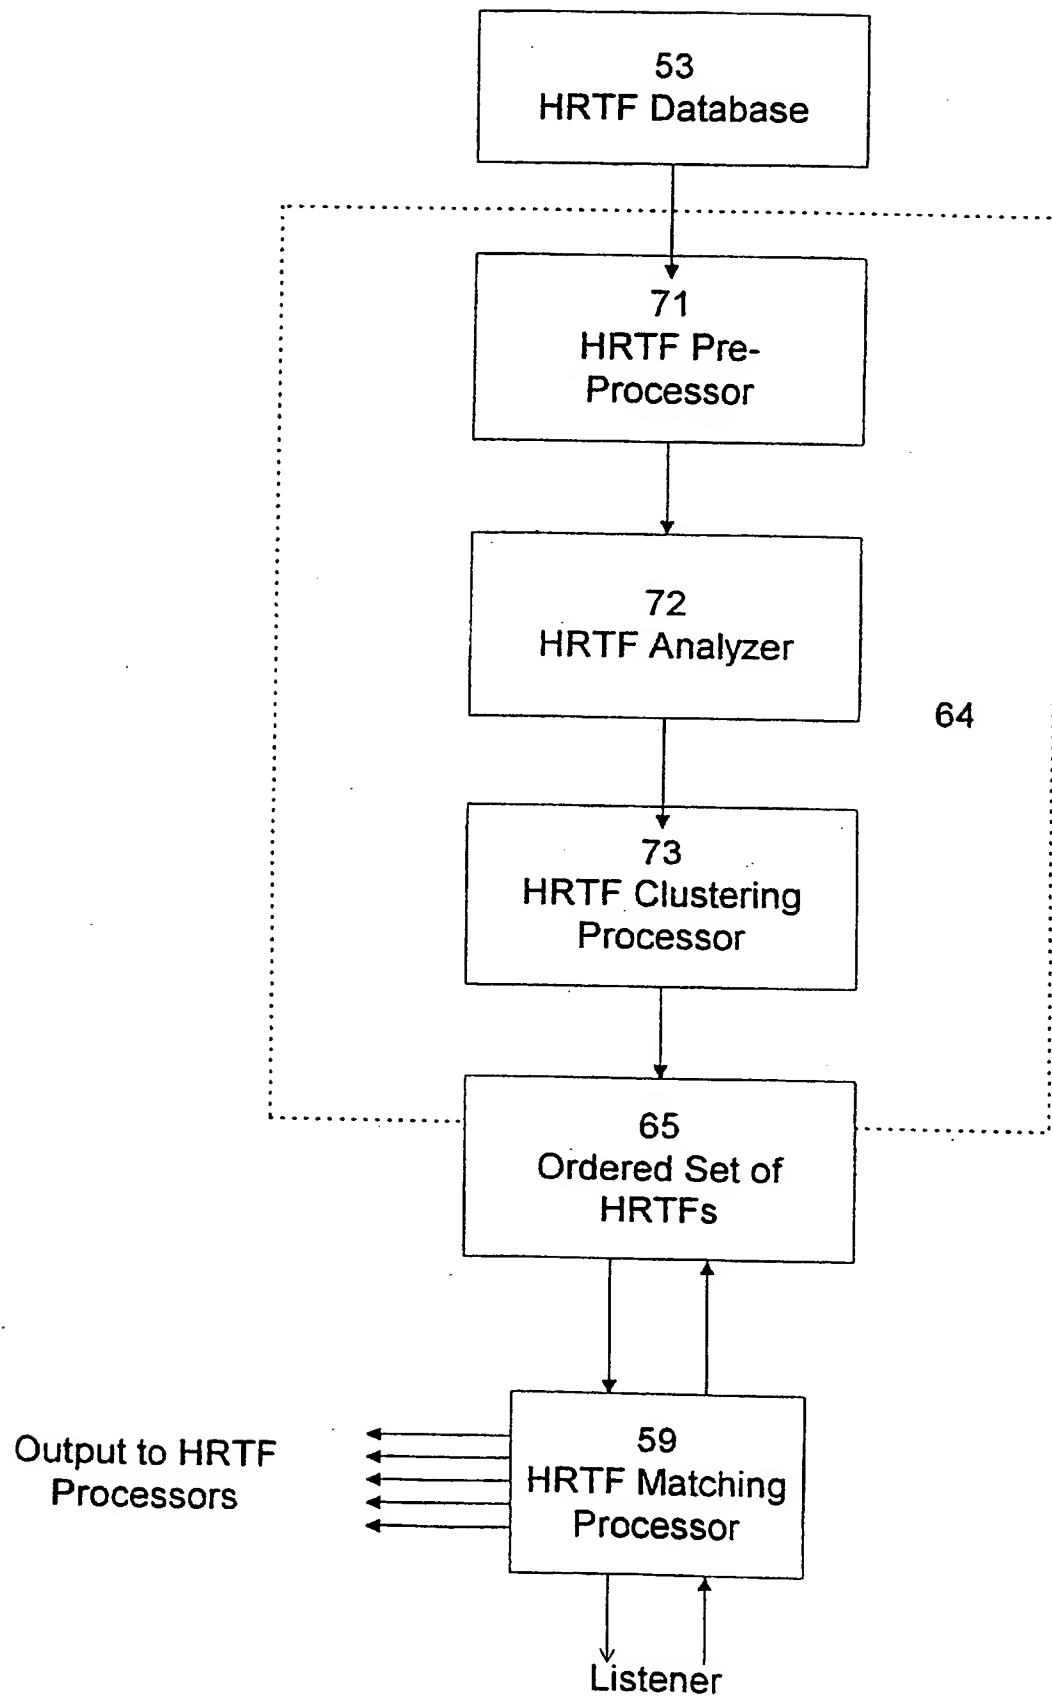 53
HRTF Database
71
HRTF Pre-
Processor
72
HRTF Analyzer
64
73
HRTF Clustering
Processor
65
Ordered Set of
HRTFs
Output to HRTF
Processors
59
HRTF Matching
Processor
Listener